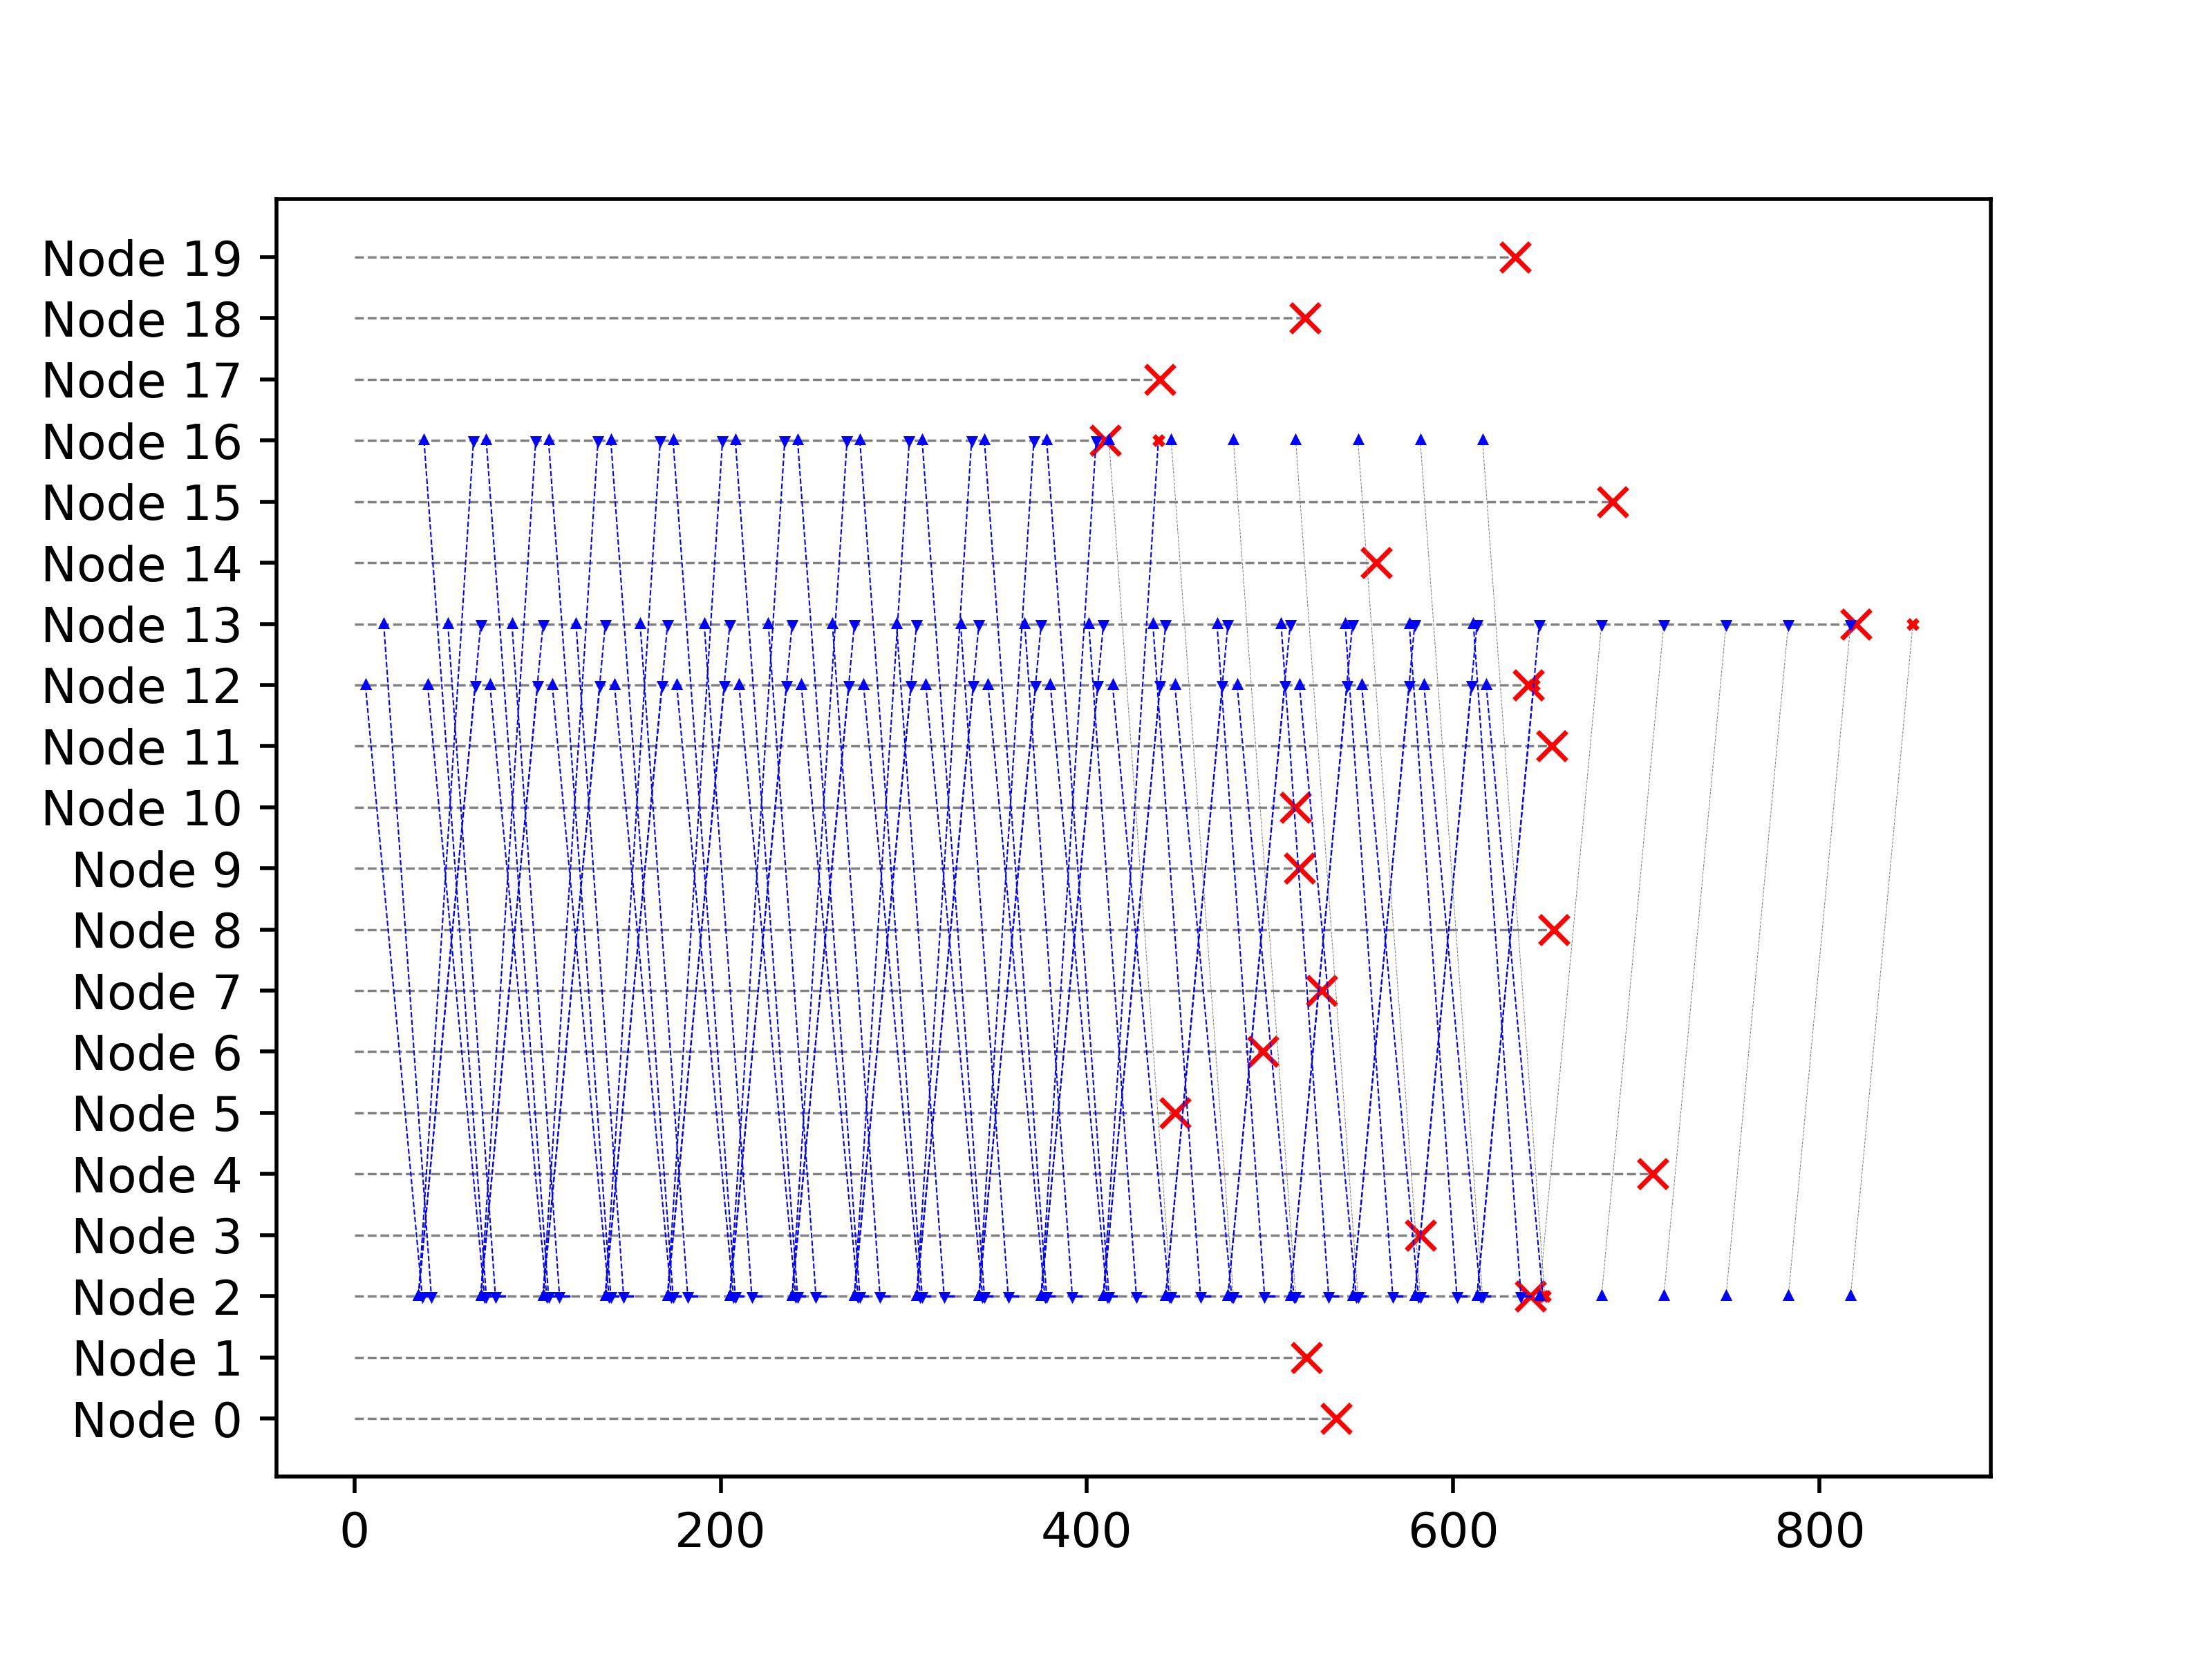 Node 19
Node 18
Node 17
Node 16
Node 15
Node 14
Node 13
Node 12
Node 11
Node 10
Node 9
Node 8
Node 7
Node 6
Node 5
Node 4
Node 3
Node 2
Node 1
Node 0
0 200 400 600 800